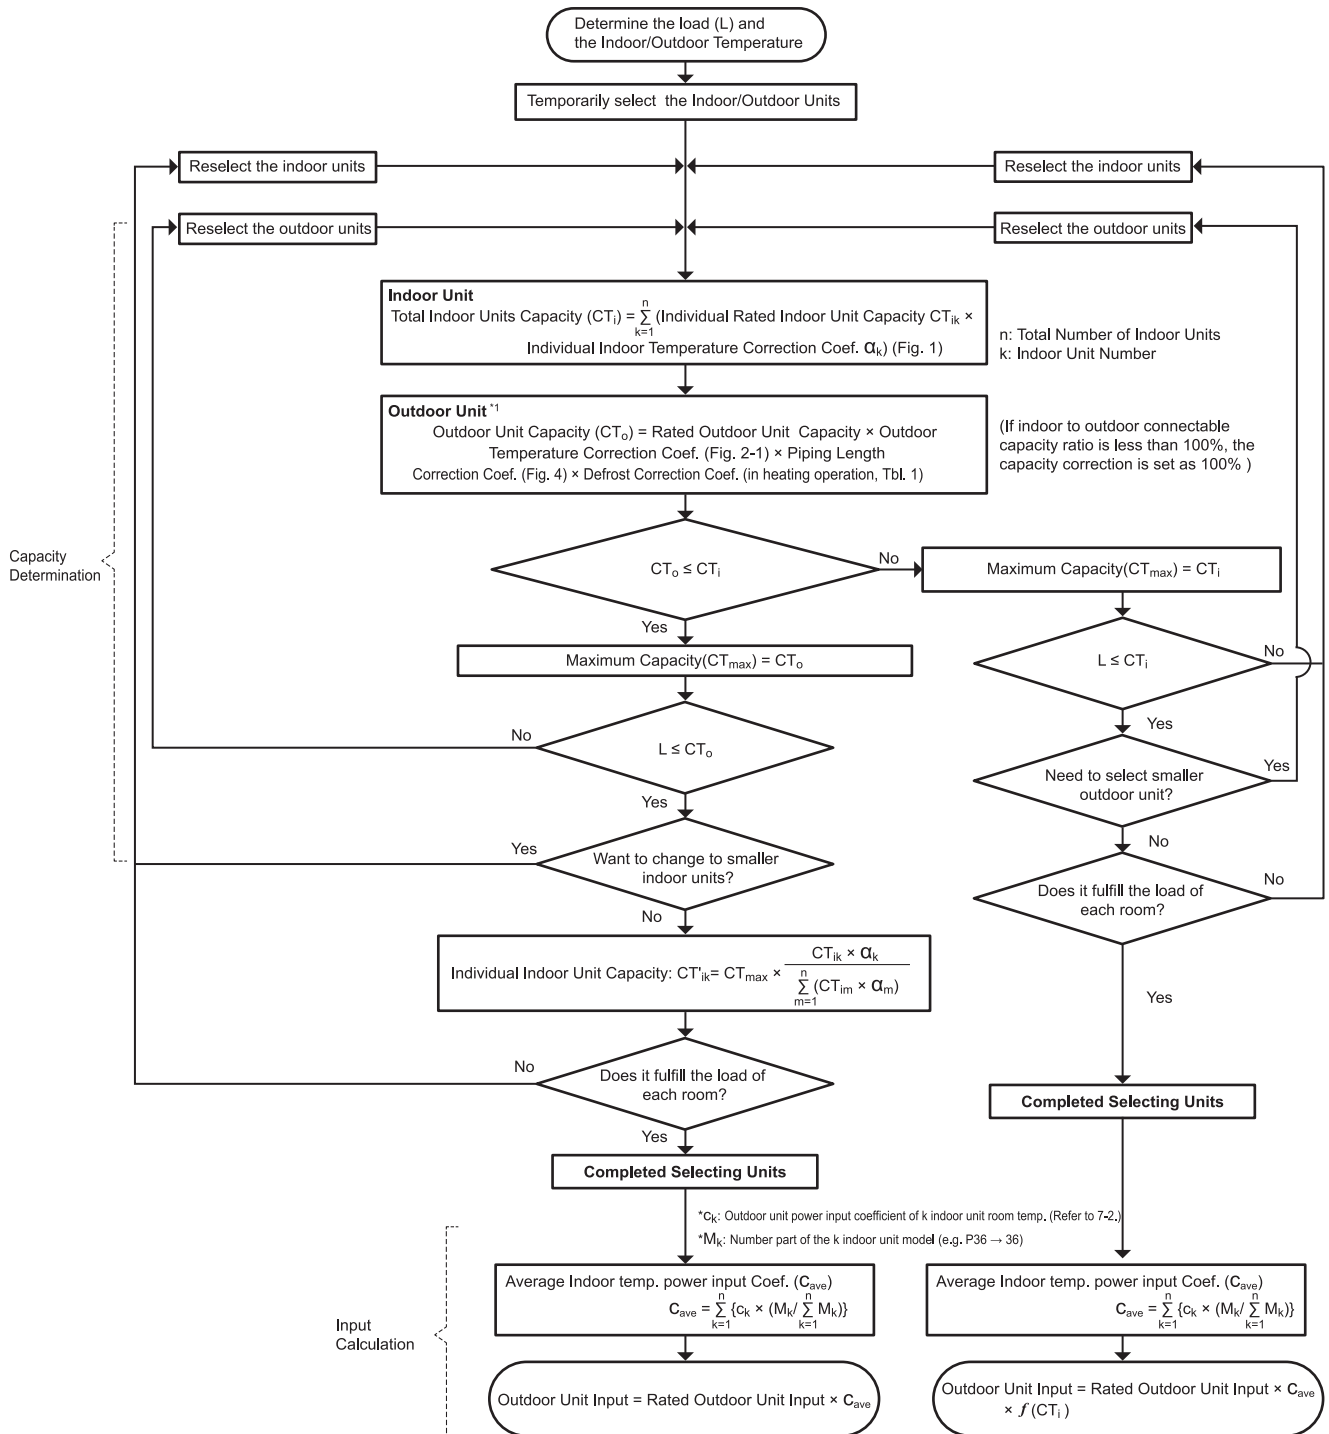 Determine the load (L) and
the Indoor/Outdoor Temperature
Temporarily select the Indoor/Outdoor Units
Reselect the indoor units
Reselect the indoor units
Reselect the outdoor units
Reselect the outdoor units
Indoor Unit
Total Indoor Units Capacity (CTi) = n∑k=1 (Individual Rated Indoor Unit Capacity CTik ×
Individual Indoor Temperature Correction Coef. αk) (Fig. 1)
n: Total Number of Indoor Units
k: Indoor Unit Number
Outdoor Unit *1
Outdoor Unit Capacity (CTo) = Rated Outdoor Unit Capacity × Outdoor
Temperature Correction Coef. (Fig. 2-1) × Piping Length
Correction Coef. (Fig. 4) × Defrost Correction Coef. (in heating operation, Tbl. 1)
(If indoor to outdoor connectable
capacity ratio is less than 100%, the
capacity correction is set as 100% )
Capacity
Determination
CTo ≤ CTi
No
Maximum Capacity(CTmax) = CTi
Yes
Maximum Capacity(CTmax) = CTo
L ≤ CTi
No
Yes
L ≤ CTo
No
Yes
Need to select smaller
outdoor unit?
Yes
No
Want to change to smaller
indoor units?
Yes
No
Does it fulfill the load of
each room?
No
Yes
Individual Indoor Unit Capacity: CT'ik= CTmax × CTik × αk / n∑m=1 (CTim × αm)
Does it fulfill the load of
each room?
No
Yes
Completed Selecting Units
Completed Selecting Units
*ck: Outdoor unit power input coefficient of k indoor unit room temp. (Refer to 7-2.)
*Mk: Number part of the k indoor unit model (e.g. P36 → 36)
Input
Calculation
Average Indoor temp. power input Coef. (Cave)
Cave = n∑k=1 {ck × (Mk/ n∑k=1 Mk)}
Average Indoor temp. power input Coef. (Cave)
Cave = n∑k=1 {ck × (Mk/ n∑k=1 Mk)}
Outdoor Unit Input = Rated Outdoor Unit Input × Cave
Outdoor Unit Input = Rated Outdoor Unit Input × Cave
× f (CTi )